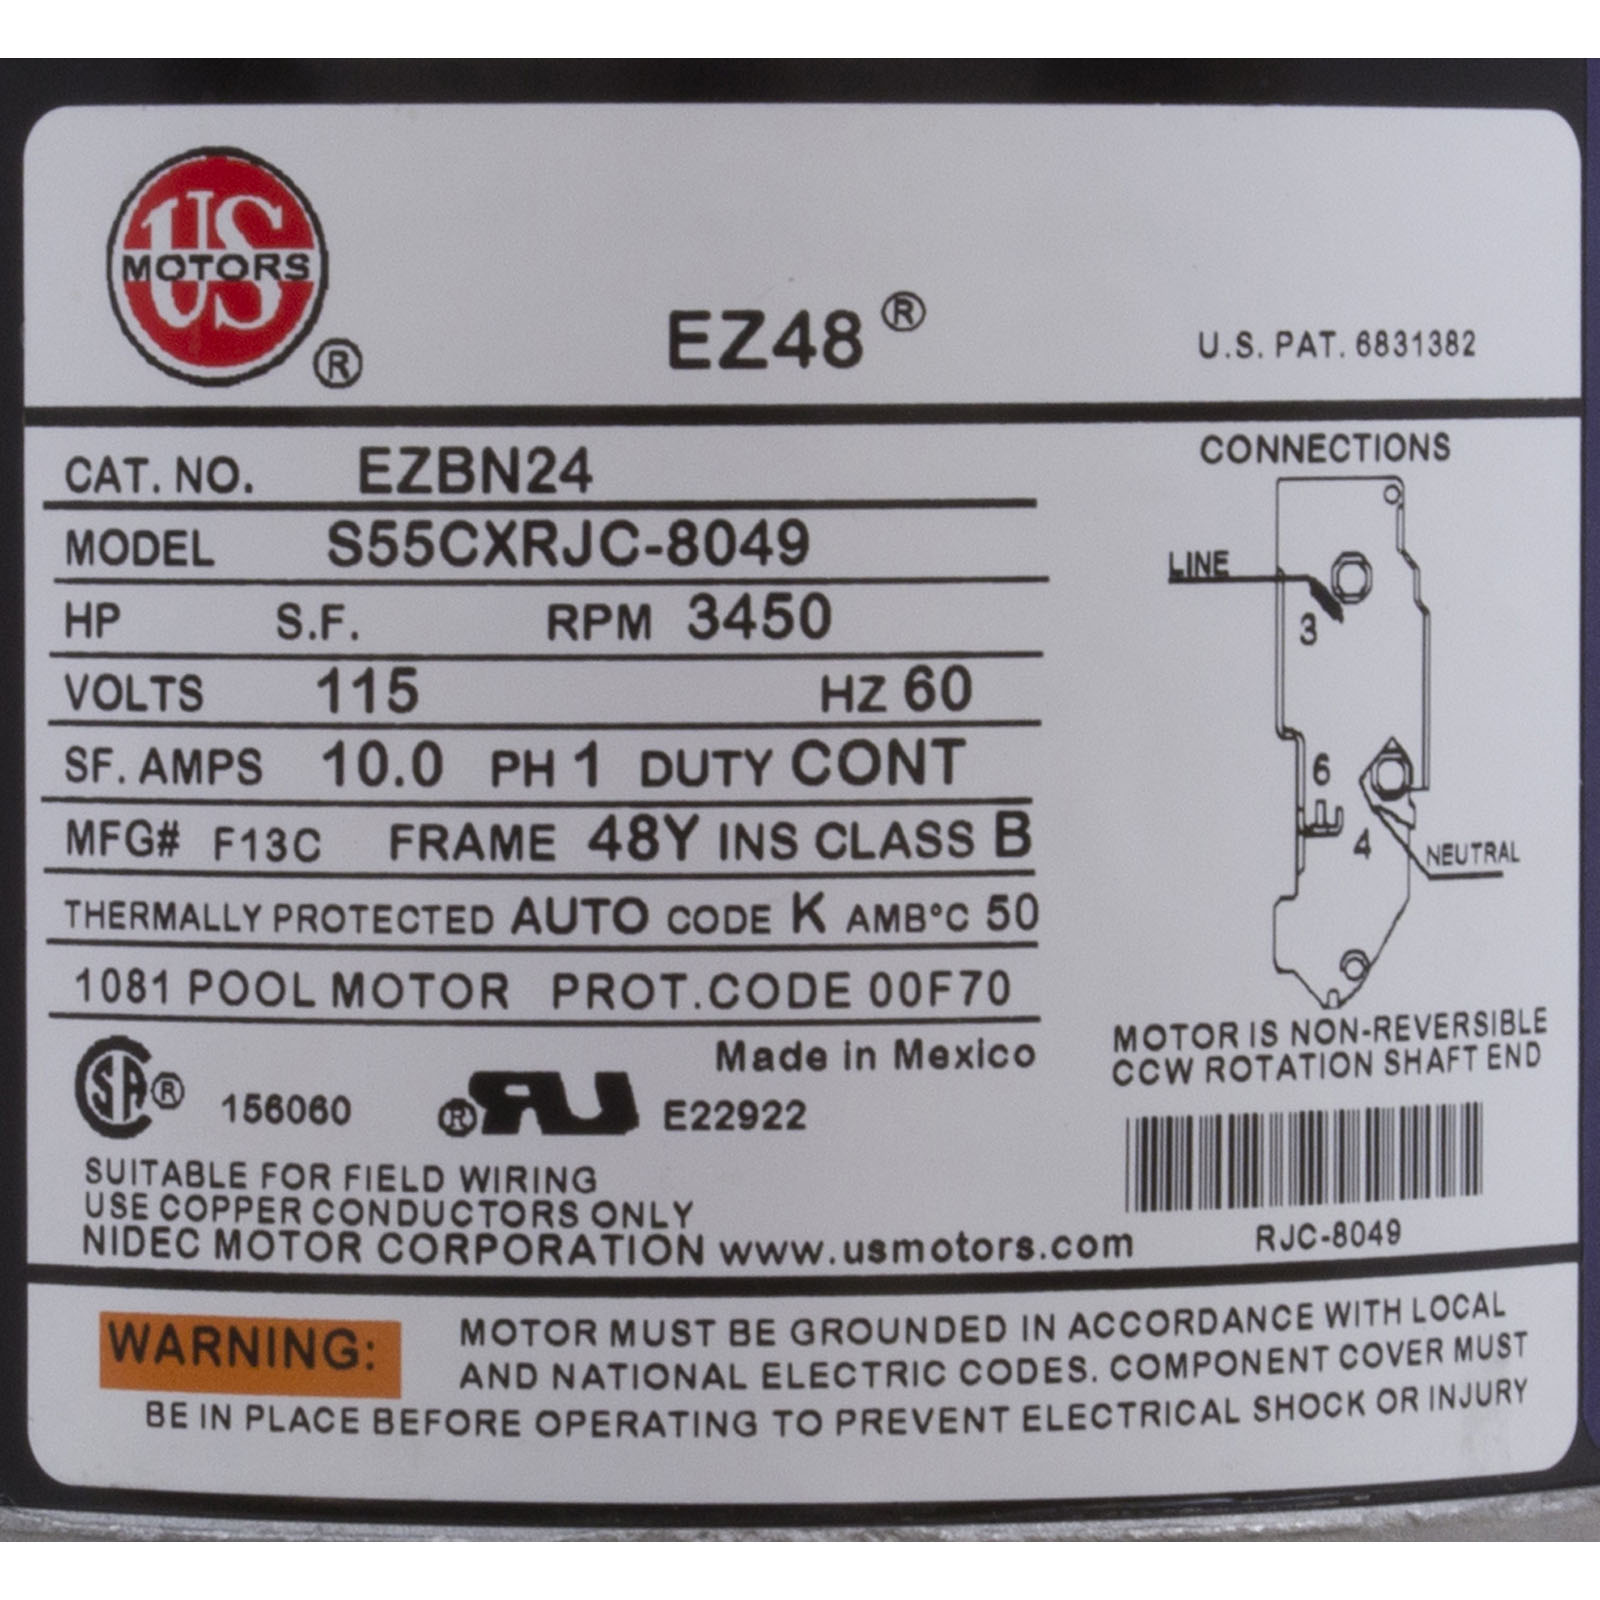 US
MOTORS
®
EZ48®
U.S. PAT. 6831382
CAT. NO. EZBN24
MODEL S55CXRJC-8049
HP S.F. RPM 3450
VOLTS 115 HZ 60
SF. AMPS 10.0 PH 1 DUTY CONT
MFG# F13C FRAME 48Y INS CLASS B
THERMALLY PROTECTED AUTO CODE K AMB°C 50
1081 POOL MOTOR PROT.CODE 00F70
Made in Mexico
SA ® 156060 ® RU E22922
SUITABLE FOR FIELD WIRING
USE COPPER CONDUCTORS ONLY
NIDEC MOTOR CORPORATION www.usmotors.com
CONNECTIONS
LINE
3
6
4
NEUTRAL
MOTOR IS NON-REVERSIBLE
CCW ROTATION SHAFT END
RJC-8049
WARNING: MOTOR MUST BE GROUNDED IN ACCORDANCE WITH LOCAL
AND NATIONAL ELECTRIC CODES. COMPONENT COVER MUST
BE IN PLACE BEFORE OPERATING TO PREVENT ELECTRICAL SHOCK OR INJURY